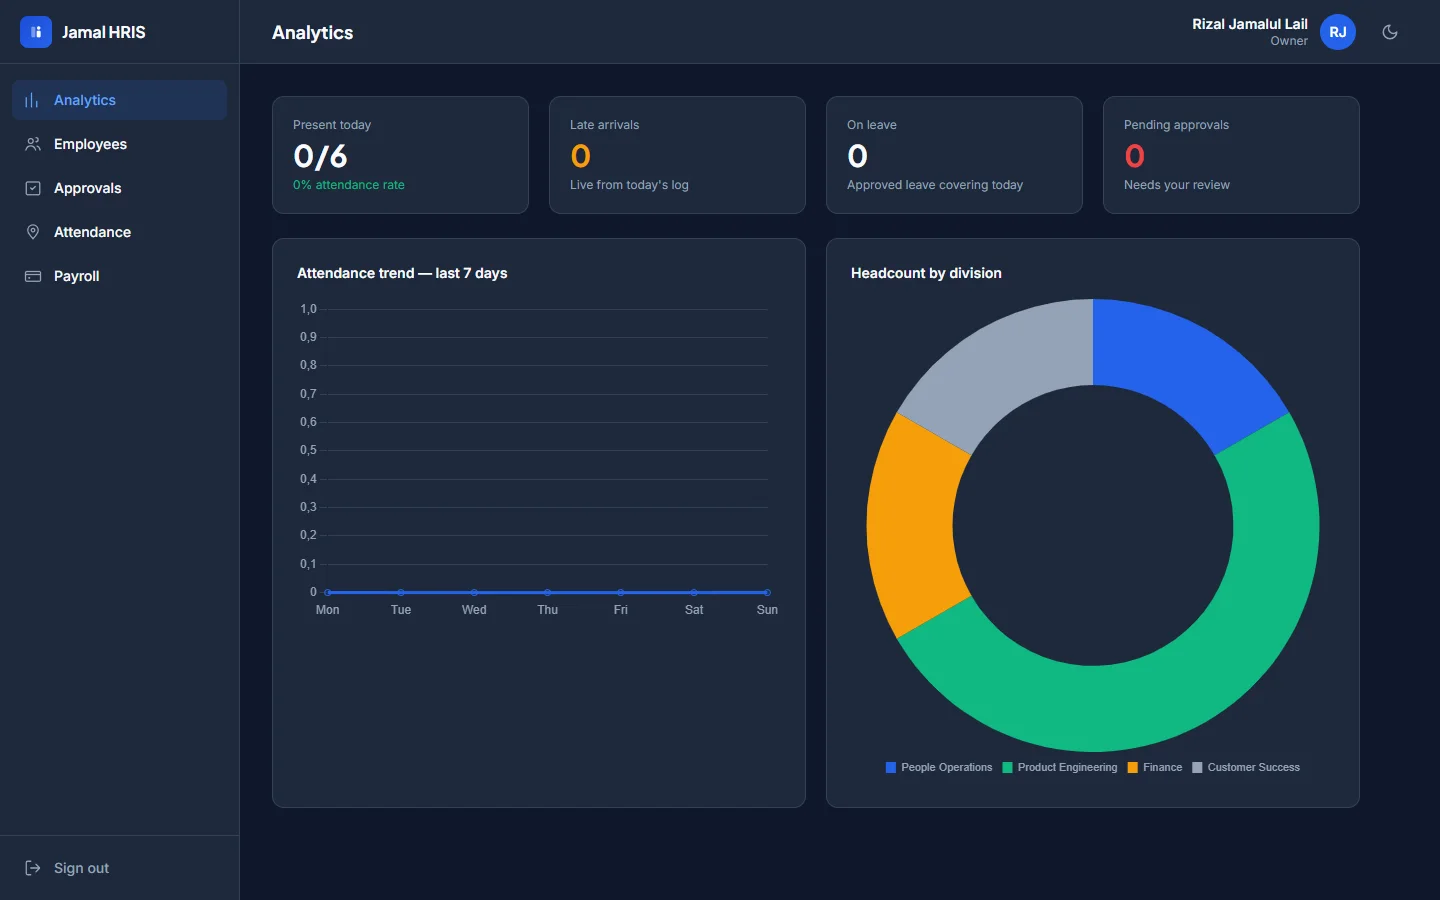 Jamal HRIS
Analytics
Employees
Approvals
Attendance
Payroll
Sign out
Analytics
Rizal Jamalul Lail
Owner
RJ
Present today
0/6
0% attendance rate
Late arrivals
0
Live from today's log
On leave
0
Approved leave covering today
Pending approvals
0
Needs your review
Attendance trend — last 7 days
1,0
0,9
0,8
0,7
0,6
0,5
0,4
0,3
0,2
0,1
0
Mon Tue Wed Thu Fri Sat Sun
Headcount by division
People Operations Product Engineering Finance Customer Success